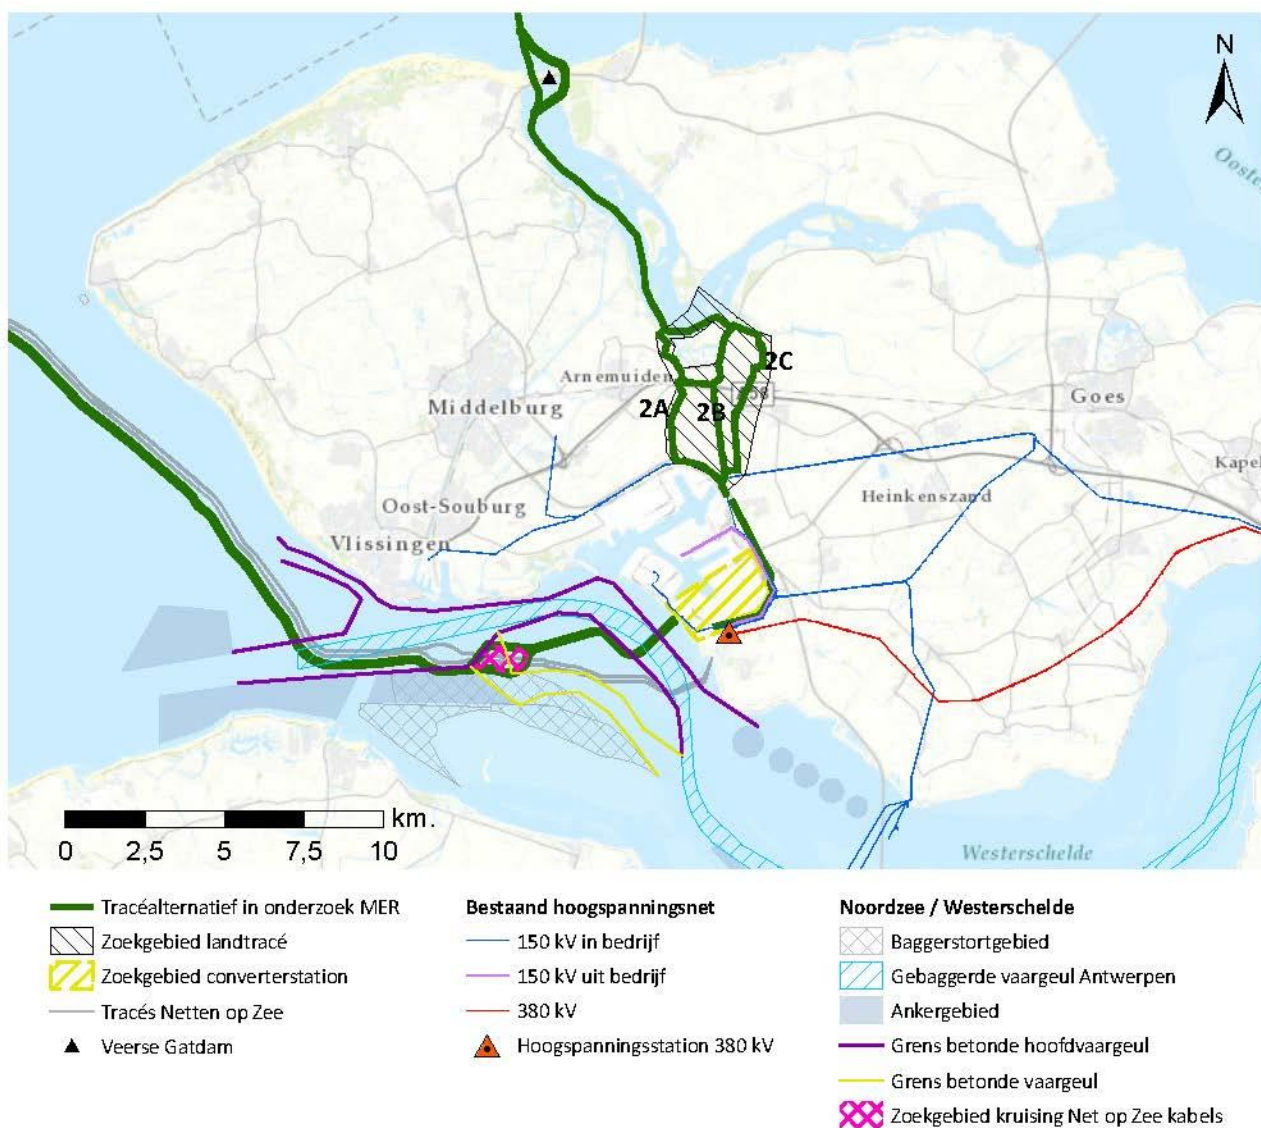 N
Ooste
2C
Arnemuiden
2A
2B
Goes
Middelburg
Kapel
Heinkenszand
Oost-Souburg
Vlissingen
km.
0 2,5 5 7,5 10
Westerschelde
Tracéalternatief in onderzoek MER
Zoekgebied landtracé
Zoekgebied converterstation
Tracés Netten op Zee
Veerse Gatdam
Bestaand hoogspanningsnet
150 kV in bedrijf
150 kV uit bedrijf
380 kV
Hoogspanningsstation 380 kV
Noordzee / Westerschelde
Baggerstortgebied
Gebaggerde vaargeul Antwerpen
Ankergebied
Grens betonde hoofdvaargeul
Grens betonde vaargeul
Zoekgebied kruising Net op Zee kabels